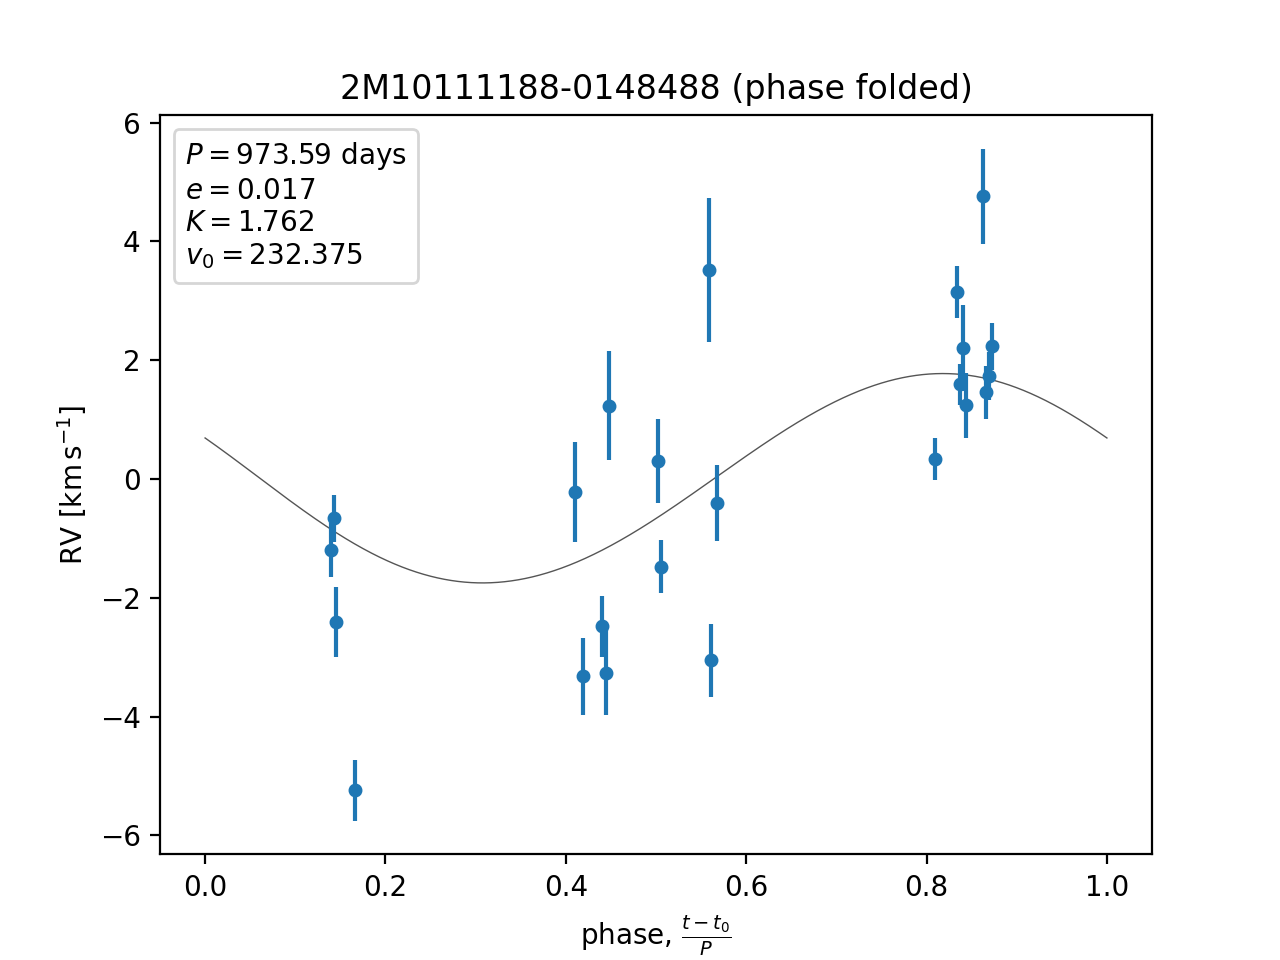 2M10111188-0148488 (phase folded)
P = 973.59 days
e = 0.017
K = 1.762
v₀ = 232.375
6
4
2
0
−2
−4
−6
RV [km s⁻¹]
0.0 0.2 0.4 0.6 0.8 1.0
phase, (t − t₀)/P